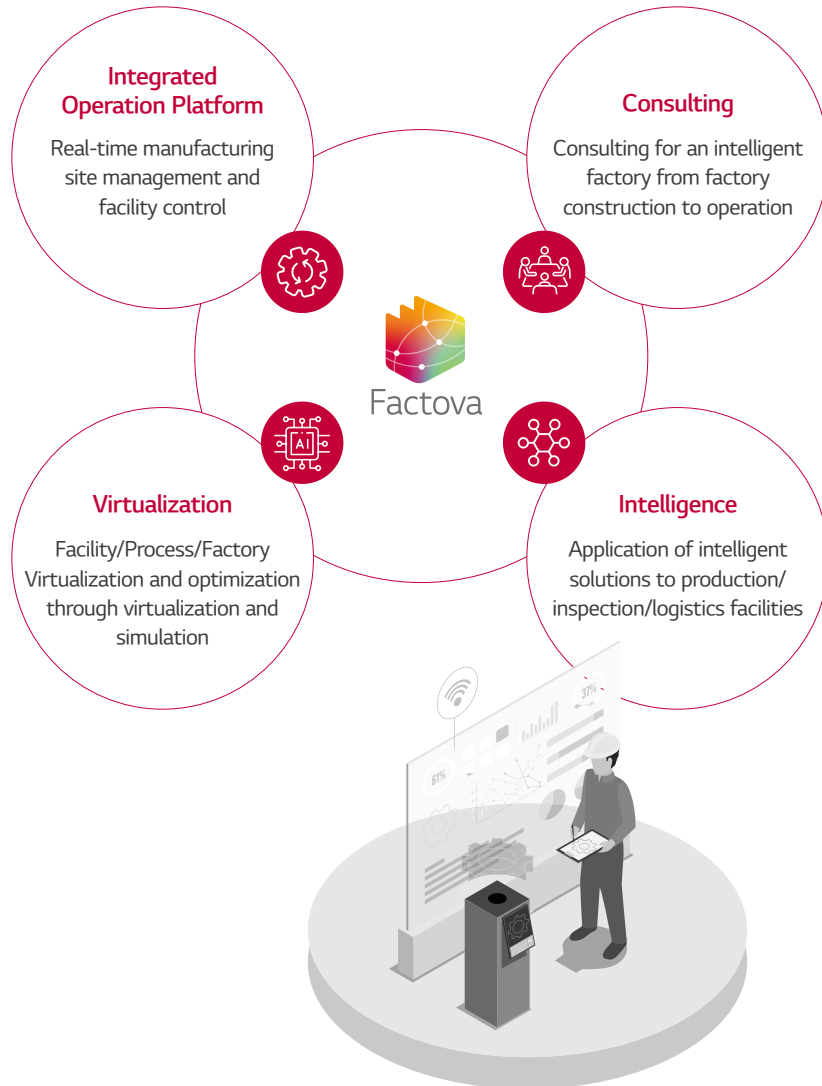 Integrated
Operation Platform
Real-time manufacturing
site management and
facility control
Consulting
Consulting for an intelligent
factory from factory
construction to operation
Factova
AI
Virtualization
Facility/Process/Factory
Virtualization and optimization
through virtualization and
simulation
Intelligence
Application of intelligent
solutions to production/
inspection/logistics facilities
37%
61%